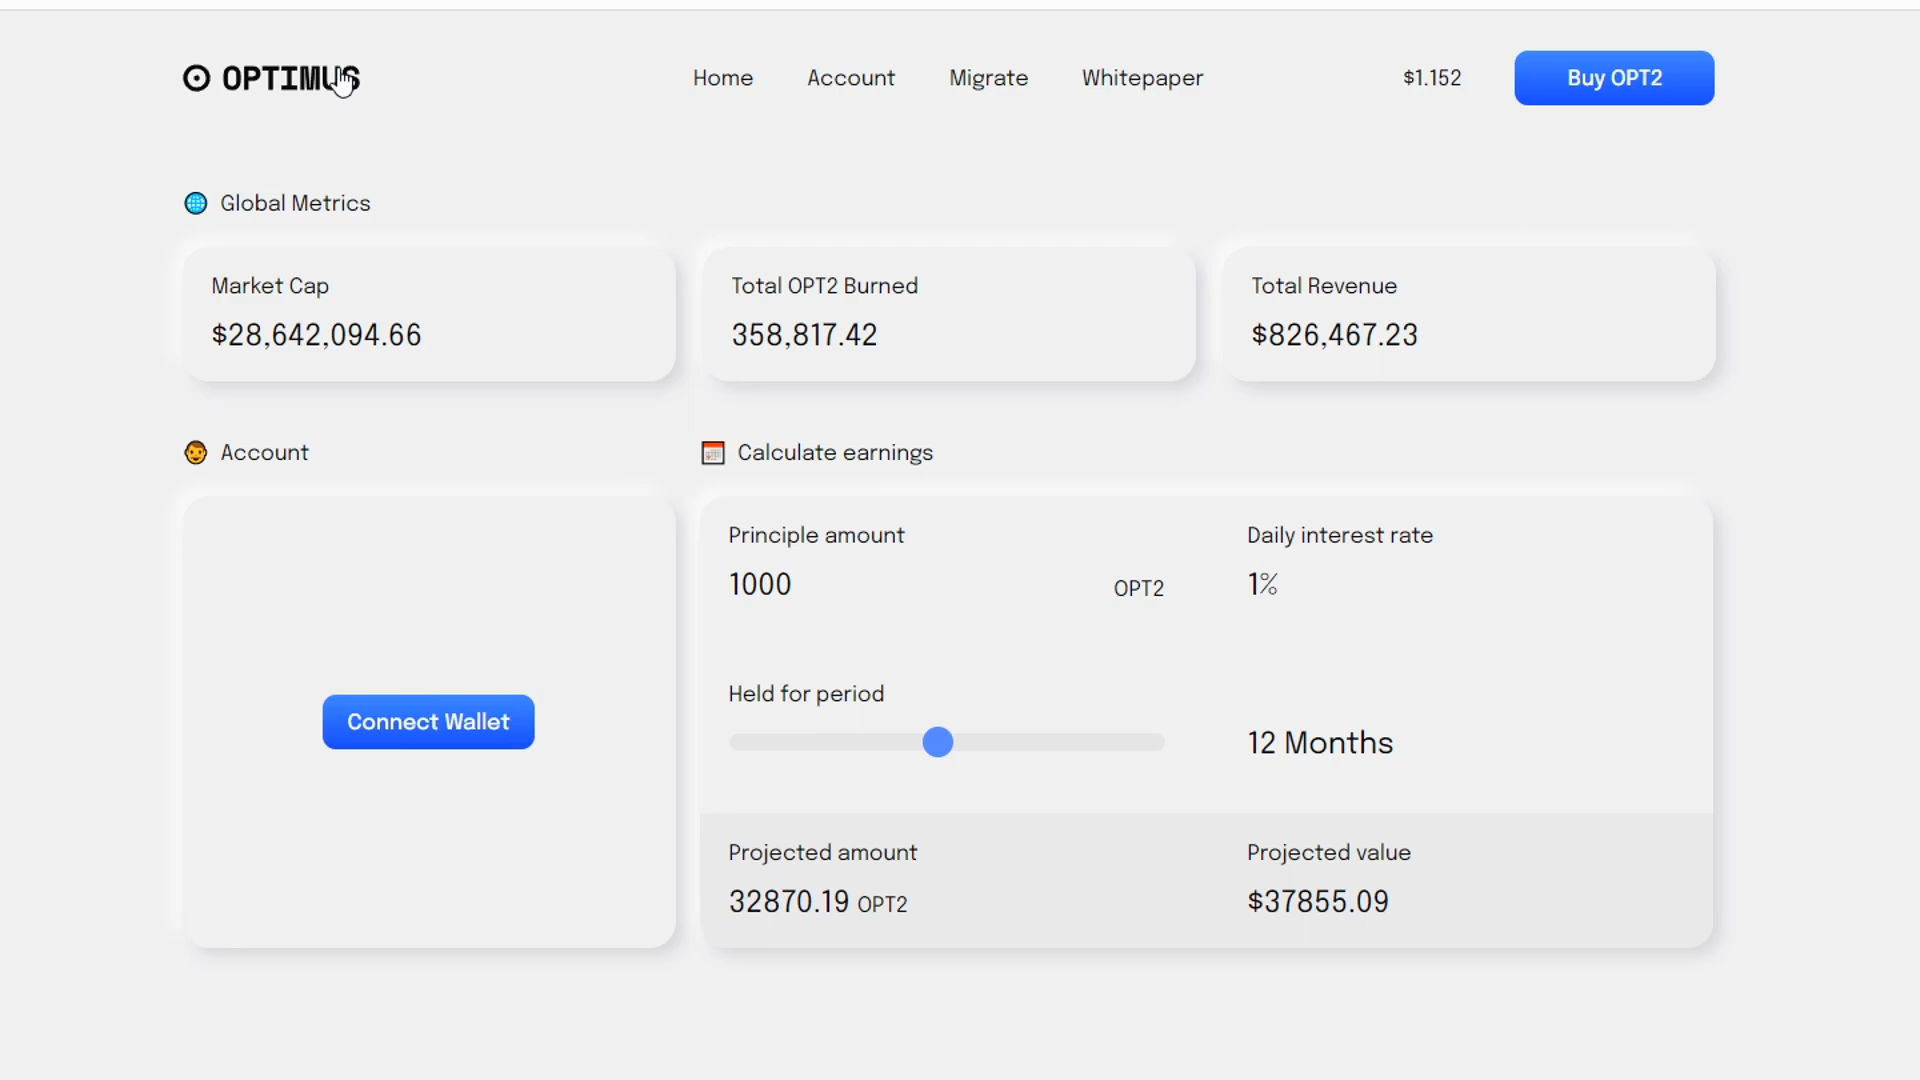 OPTIMUS
Home Account Migrate Whitepaper $1.152 Buy OPT2
Global Metrics
Market Cap
$28,642,094.66
Total OPT2 Burned
358,817.42
Total Revenue
$826,467.23
Account
Connect Wallet
Calculate earnings
Principle amount
1000 OPT2
Daily interest rate
1%
Held for period
12 Months
Projected amount
32870.19 OPT2
Projected value
$37855.09